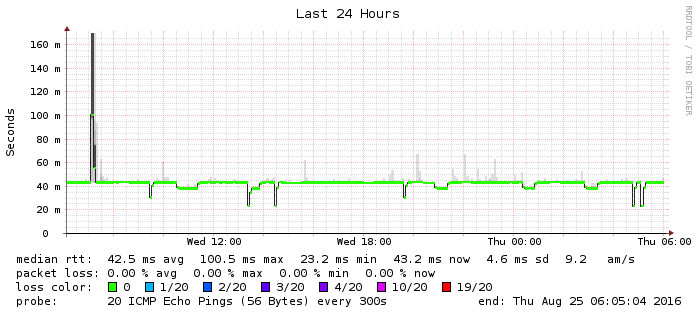 Last 24 Hours
RRDTOOL / TOBI OETIKER
Seconds
160 m
140 m
120 m
100 m
80 m
60 m
40 m
20 m
0
Wed 12:00 Wed 18:00 Thu 00:00 Thu 06:00
median rtt: 42.5 ms avg 100.5 ms max 23.2 ms min 43.2 ms now 4.6 ms sd 9.2 am/s
packet loss: 0.00 % avg 0.00 % max 0.00 % min 0.00 % now
loss color: 0 1/20 2/20 3/20 4/20 10/20 19/20
probe: 20 ICMP Echo Pings (56 Bytes) every 300s end: Thu Aug 25 06:05:04 2016